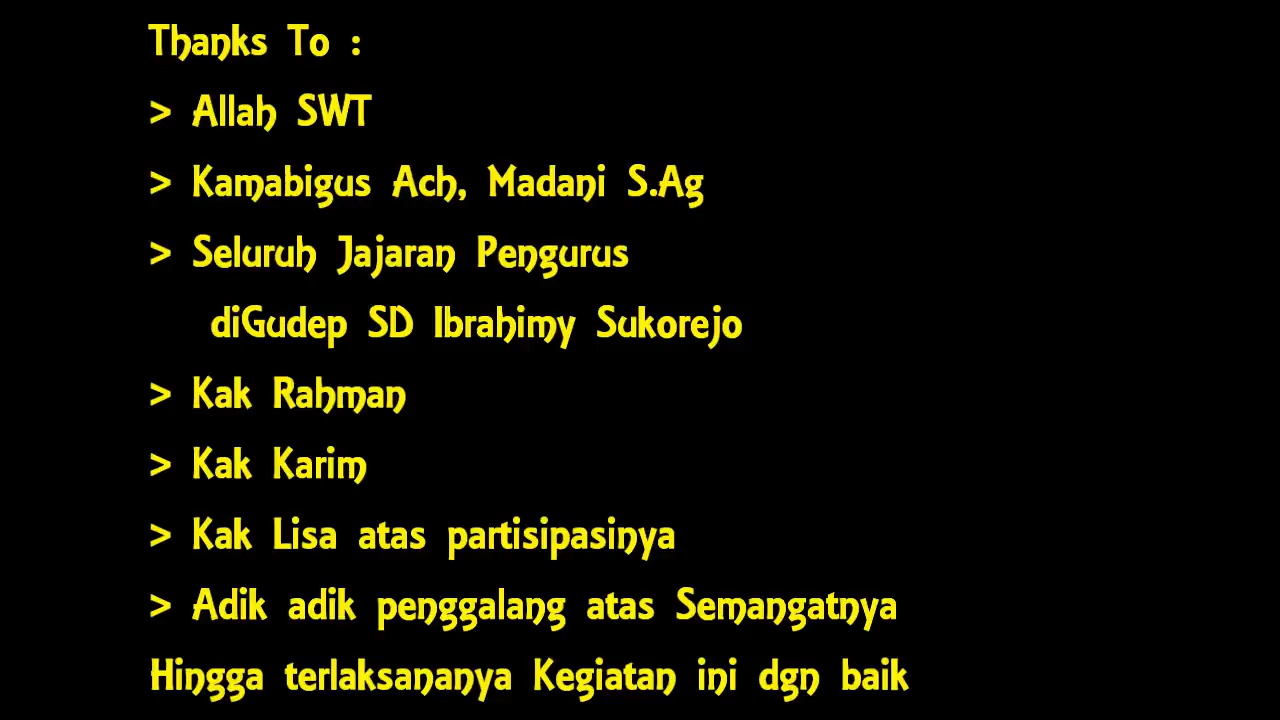 Thanks To :
> Allah SWT
> Kamabigus Ach, Madani S.Ag
> Seluruh Jajaran Pengurus
diGudep SD Ibrahimy Sukorejo
> Kak Rahman
> Kak Karim
> Kak Lisa atas partisipasinya
> Adik adik penggalang atas Semangatnya
Hingga terlaksananya Kegiatan ini dgn baik